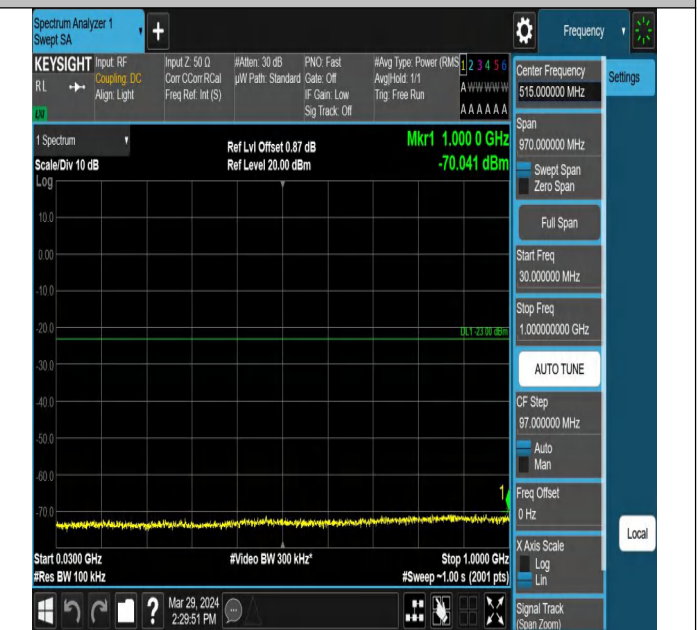 Spectrum Analyzer 1
Swept SA
+
Frequency
KEYSIGHT
RL
LXI
Input: RF
Coupling: DC
Align: Light
Input Z: 50 Ω
Corr CCorr RCal
Freq Ref: Int (S)
#Atten: 30 dB
µW Path: Standard
PNO: Fast
Gate: Off
IF Gain: Low
Sig Track: Off
#Avg Type: Power (RMS
Avg|Hold: 1/1
Trig: Free Run
1 2 3 4 5 6
A W W W W W
A A A A A A
1 Spectrum
Scale/Div 10 dB
Log
Ref Lvl Offset 0.87 dB
Ref Level 20.00 dBm
Mkr1 1.000 0 GHz
-70.041 dBm
10.0
0.00
-10.0
-20.0
DL1 -23.00 dBm
-30.0
-40.0
-50.0
-60.0
1
-70.0
Start 0.0300 GHz
#Res BW 100 kHz
#Video BW 300 kHz*
Stop 1.0000 GHz
#Sweep ~1.00 s (2001 pts)
Center Frequency
515.000000 MHz
Settings
Span
970.000000 MHz
Swept Span
Zero Span
Full Span
Start Freq
30.000000 MHz
Stop Freq
1.000000000 GHz
AUTO TUNE
CF Step
97.000000 MHz
Auto
Man
Freq Offset
0 Hz
Local
X Axis Scale
Log
Lin
Signal Track
(Span Zoom)
?
Mar 29, 2024
2:29:51 PM